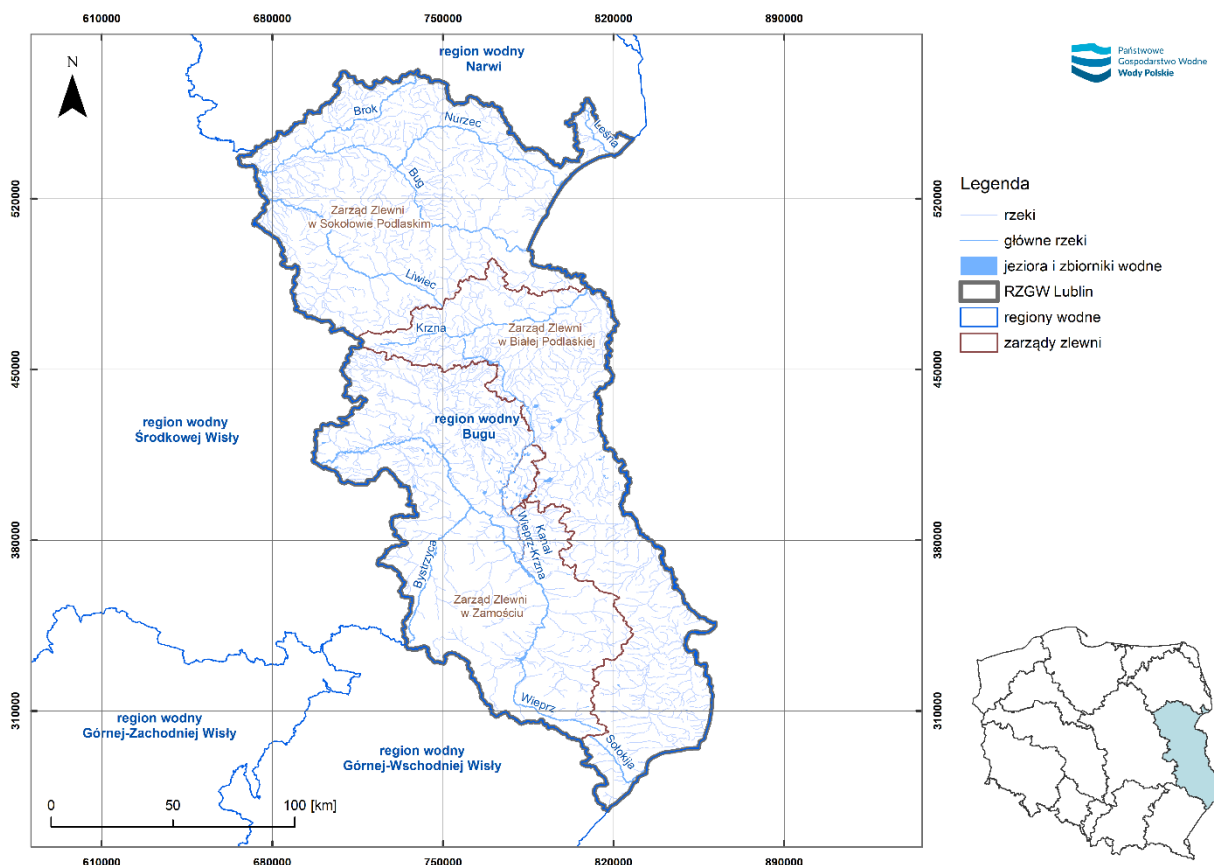 610000
680000
750000
820000
890000
region wodny
Narwi
N
Państwowe
Gospodarstwo Wodne
Wody Polskie
Brok
Nurzec
Leśna
Bug
520000
520000
Zarząd Zlewni
w Sokołowie Podlaskim
Liwiec
Krzna
Zarząd Zlewni
w Białej Podlaskiej
450000
450000
region wodny
Środkowej Wisły
region wodny
Bugu
380000
380000
Kanał
Wieprz-Krzna
Bystrzyca
Zarząd Zlewni
w Zamościu
Wieprz
310000
310000
region wodny
Górnej-Zachodniej Wisły
region wodny
Górnej-Wschodniej Wisły
Sołokija
0
50
100 [km]
610000
680000
750000
820000
890000
Legenda
rzeki
główne rzeki
jeziora i zbiorniki wodne
RZGW Lublin
regiony wodne
zarządy zlewni